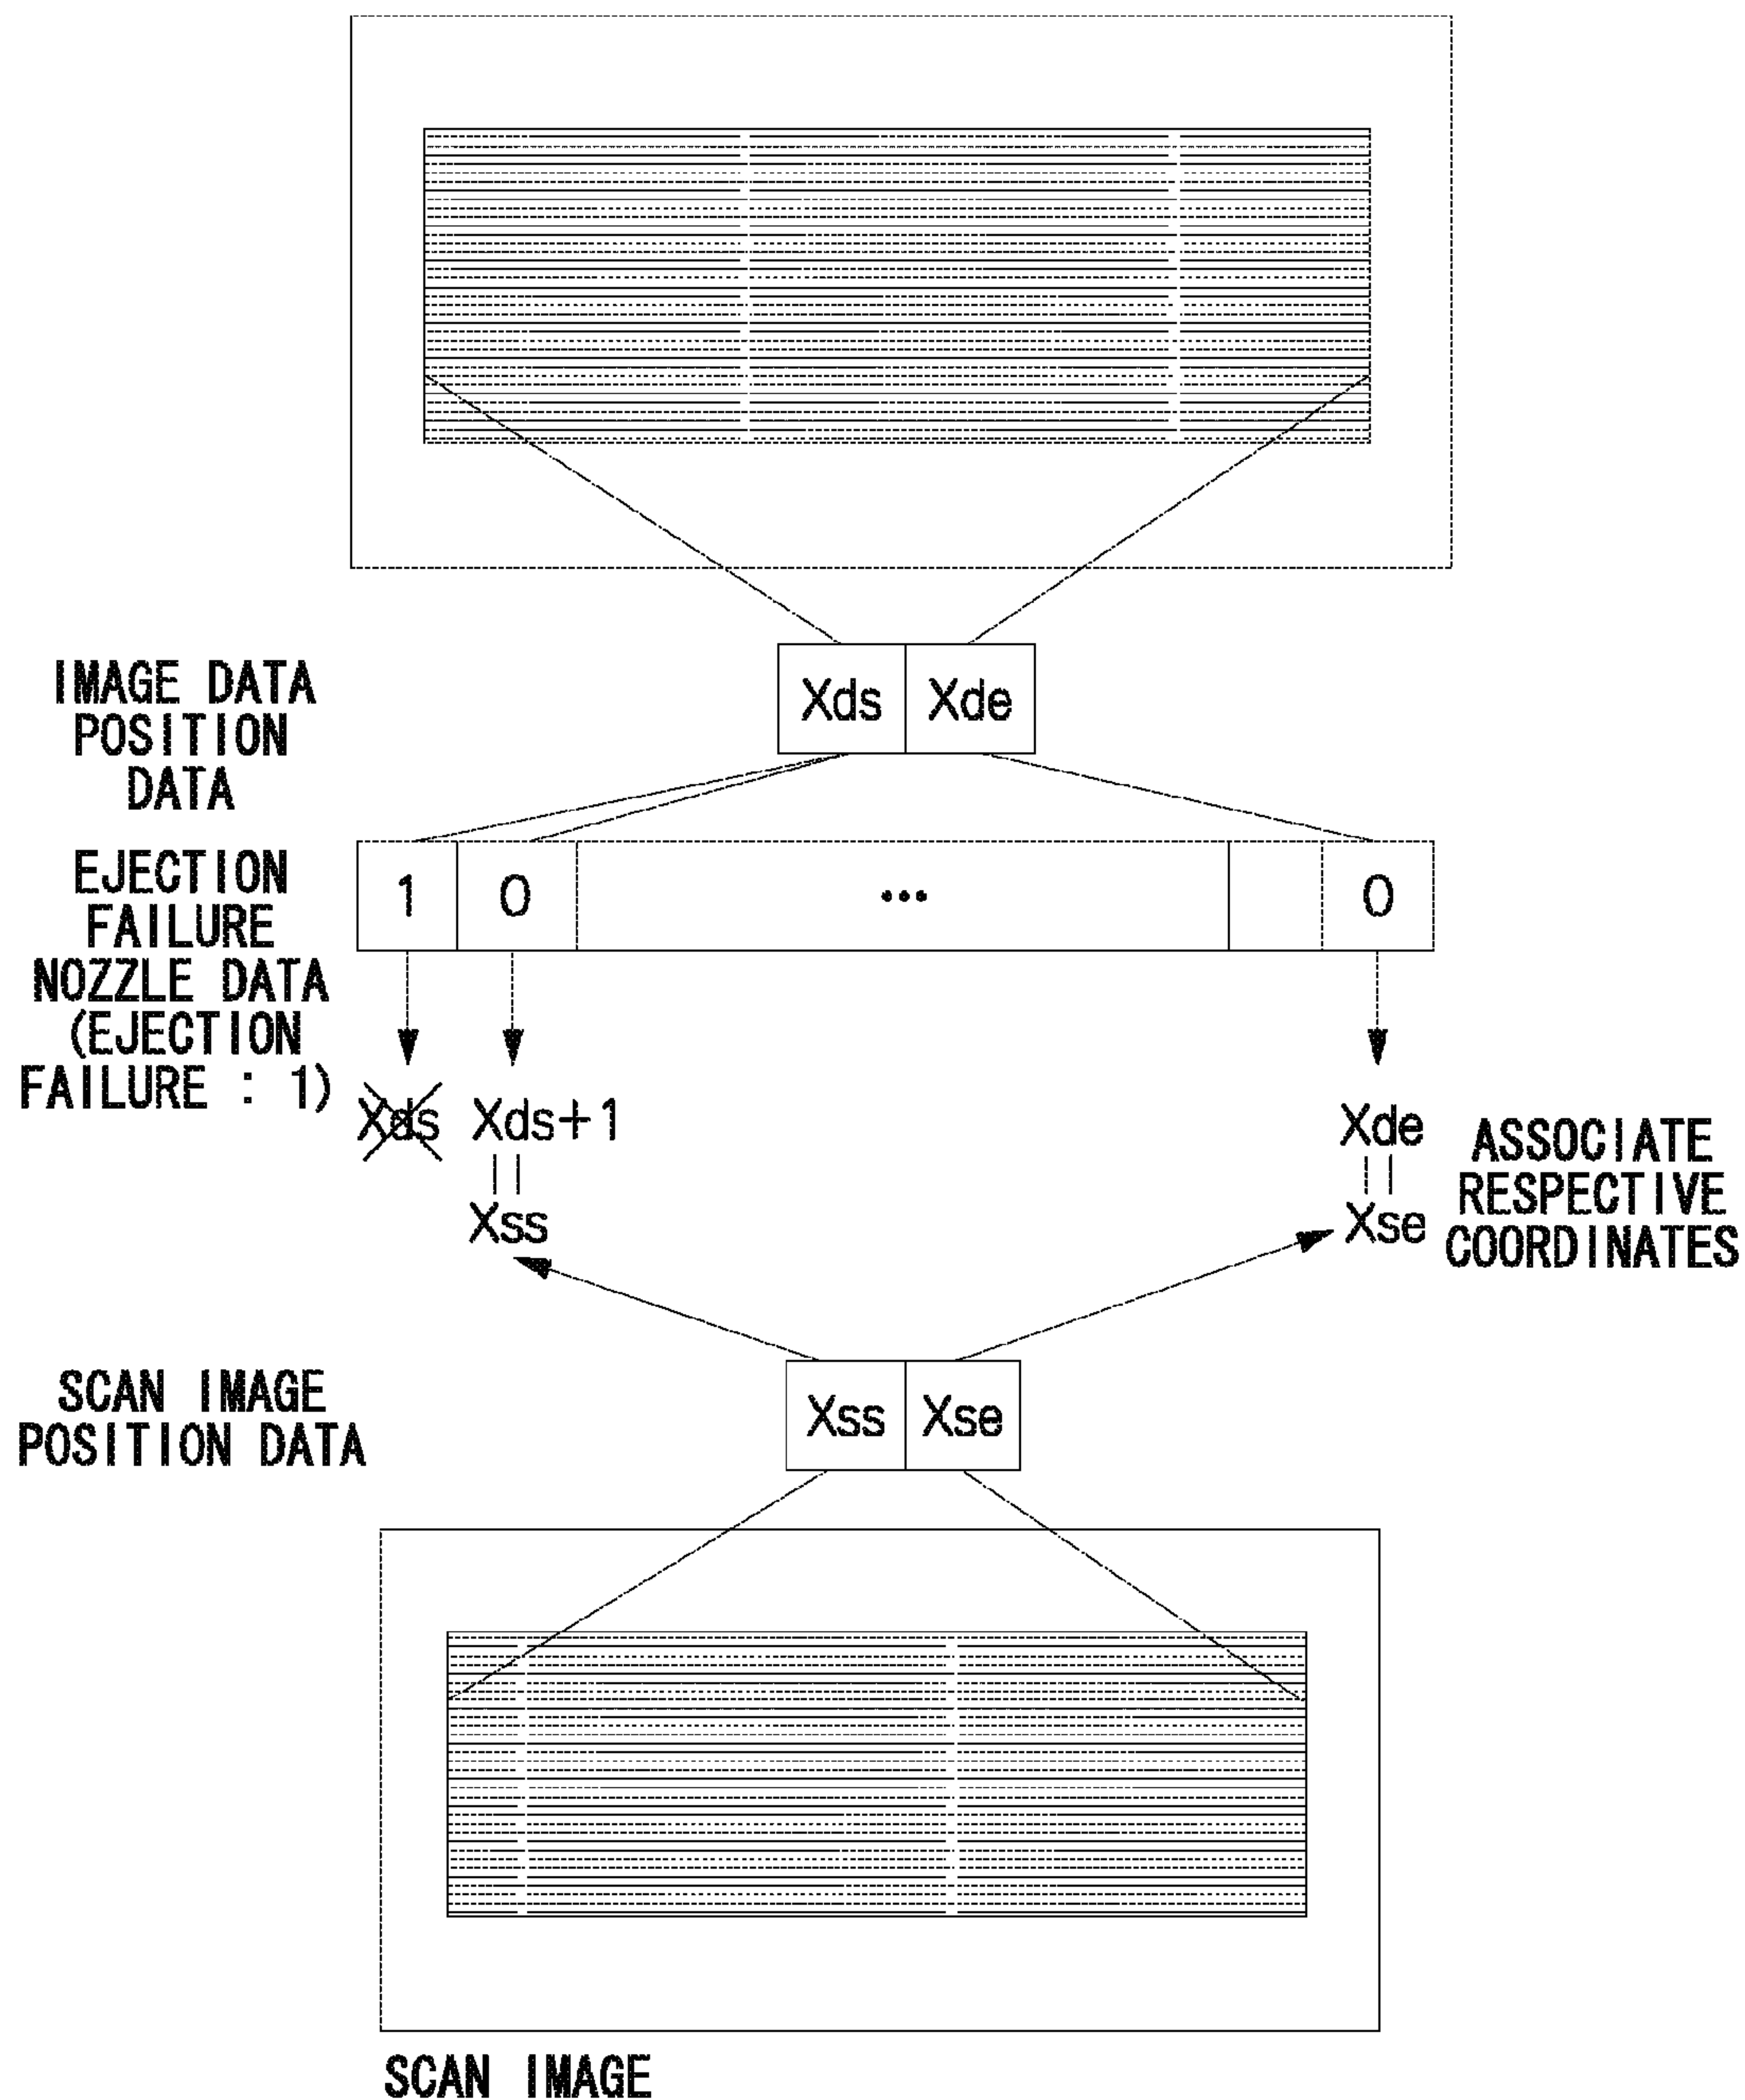 Xds Xde
IMAGE DATA
POSITION
DATA
EJECTION
FAILURE
NOZZLE DATA
(EJECTION
FAILURE : 1)
1 0 ... 0
Xds Xds+1 Xde
Xss Xse
ASSOCIATE
RESPECTIVE
COORDINATES
Xss Xse
SCAN IMAGE
POSITION DATA
SCAN IMAGE